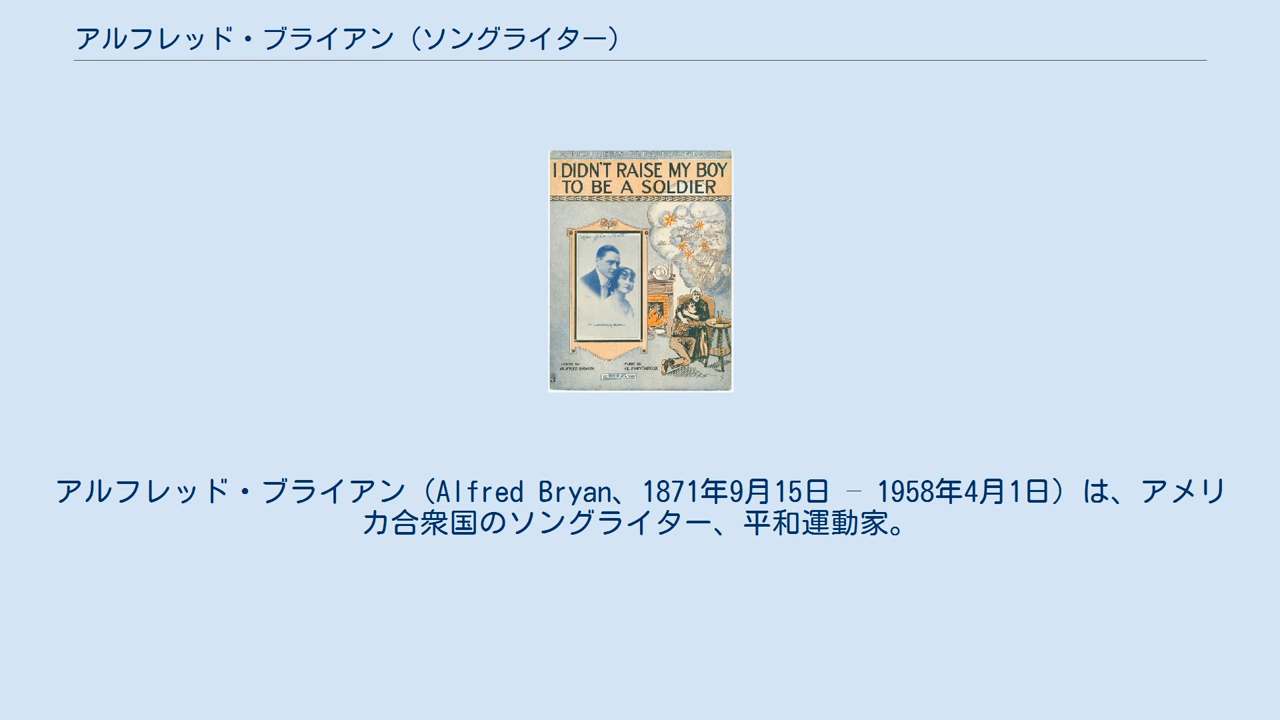 アルフレッド・ブライアン（ソングライター）
I DIDN'T RAISE MY BOY
TO BE A SOLDIER
アルフレッド・ブライアン（Alfred Bryan、1871年9月15日 – 1958年4月1日）は、アメリ
カ合衆国のソングライター、平和運動家。